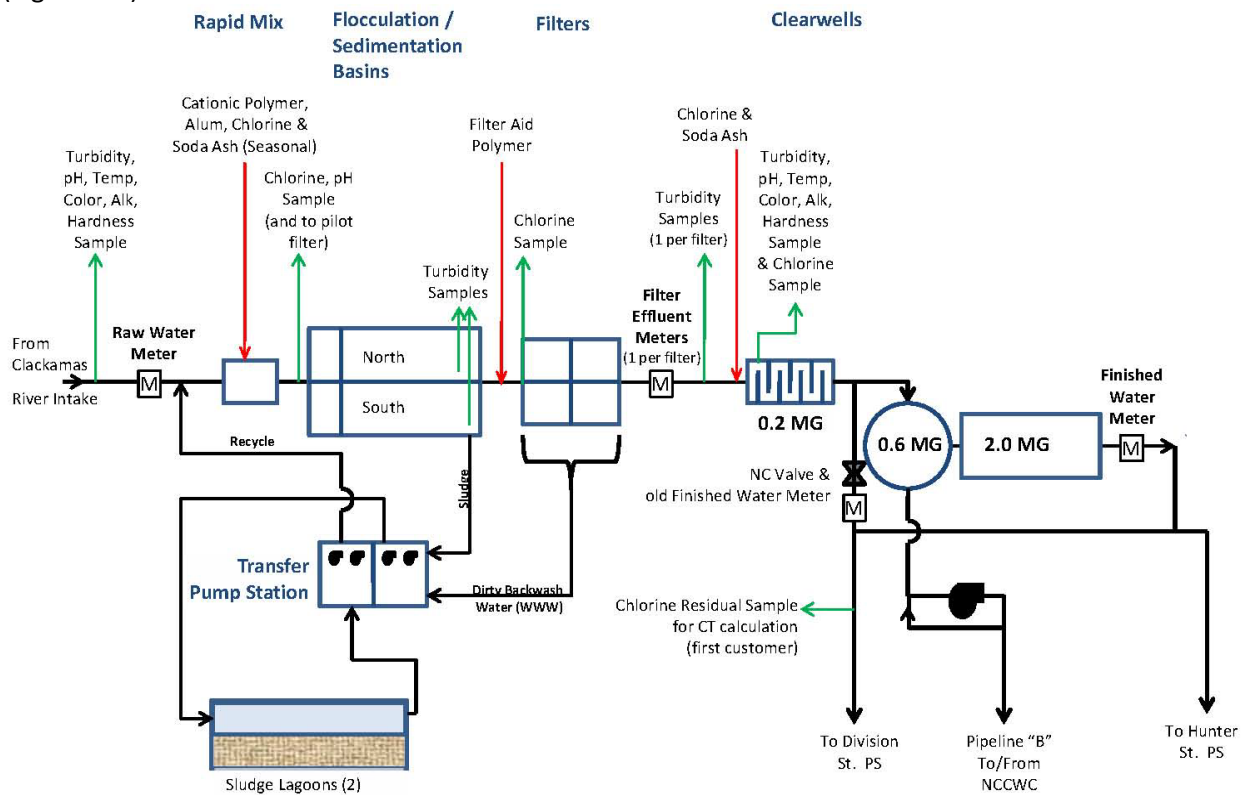 Rapid Mix
Flocculation /
Sedimentation
Basins
Filters
Clearwells
Cationic Polymer,
Alum, Chlorine &
Soda Ash (Seasonal)
Turbidity,
pH, Temp,
Color, Alk,
Hardness
Sample
Chlorine, pH
Sample
(and to pilot
filter)
Turbidity
Samples
Filter Aid
Polymer
Chlorine
Sample
Chlorine &
Soda Ash
Turbidity
Samples
(1 per filter)
Turbidity,
pH, Temp,
Color, Alk,
Hardness
Sample
& Chlorine
Sample
From
Clackamas
River Intake
Raw Water
Meter
M
North
South
Filter
Effluent
Meters
(1 per filter)
M
0.2 MG
0.6 MG
2.0 MG
Finished
Water
Meter
M
NC Valve &
old Finished Water Meter
M
Recycle
Sludge
Transfer
Pump Station
Dirty Backwash
Water (WWW)
Chlorine Residual Sample
for CT calculation
(first customer)
Sludge Lagoons (2)
To Division
St. PS
Pipeline "B"
To/From
NCCWC
To Hunter
St. PS